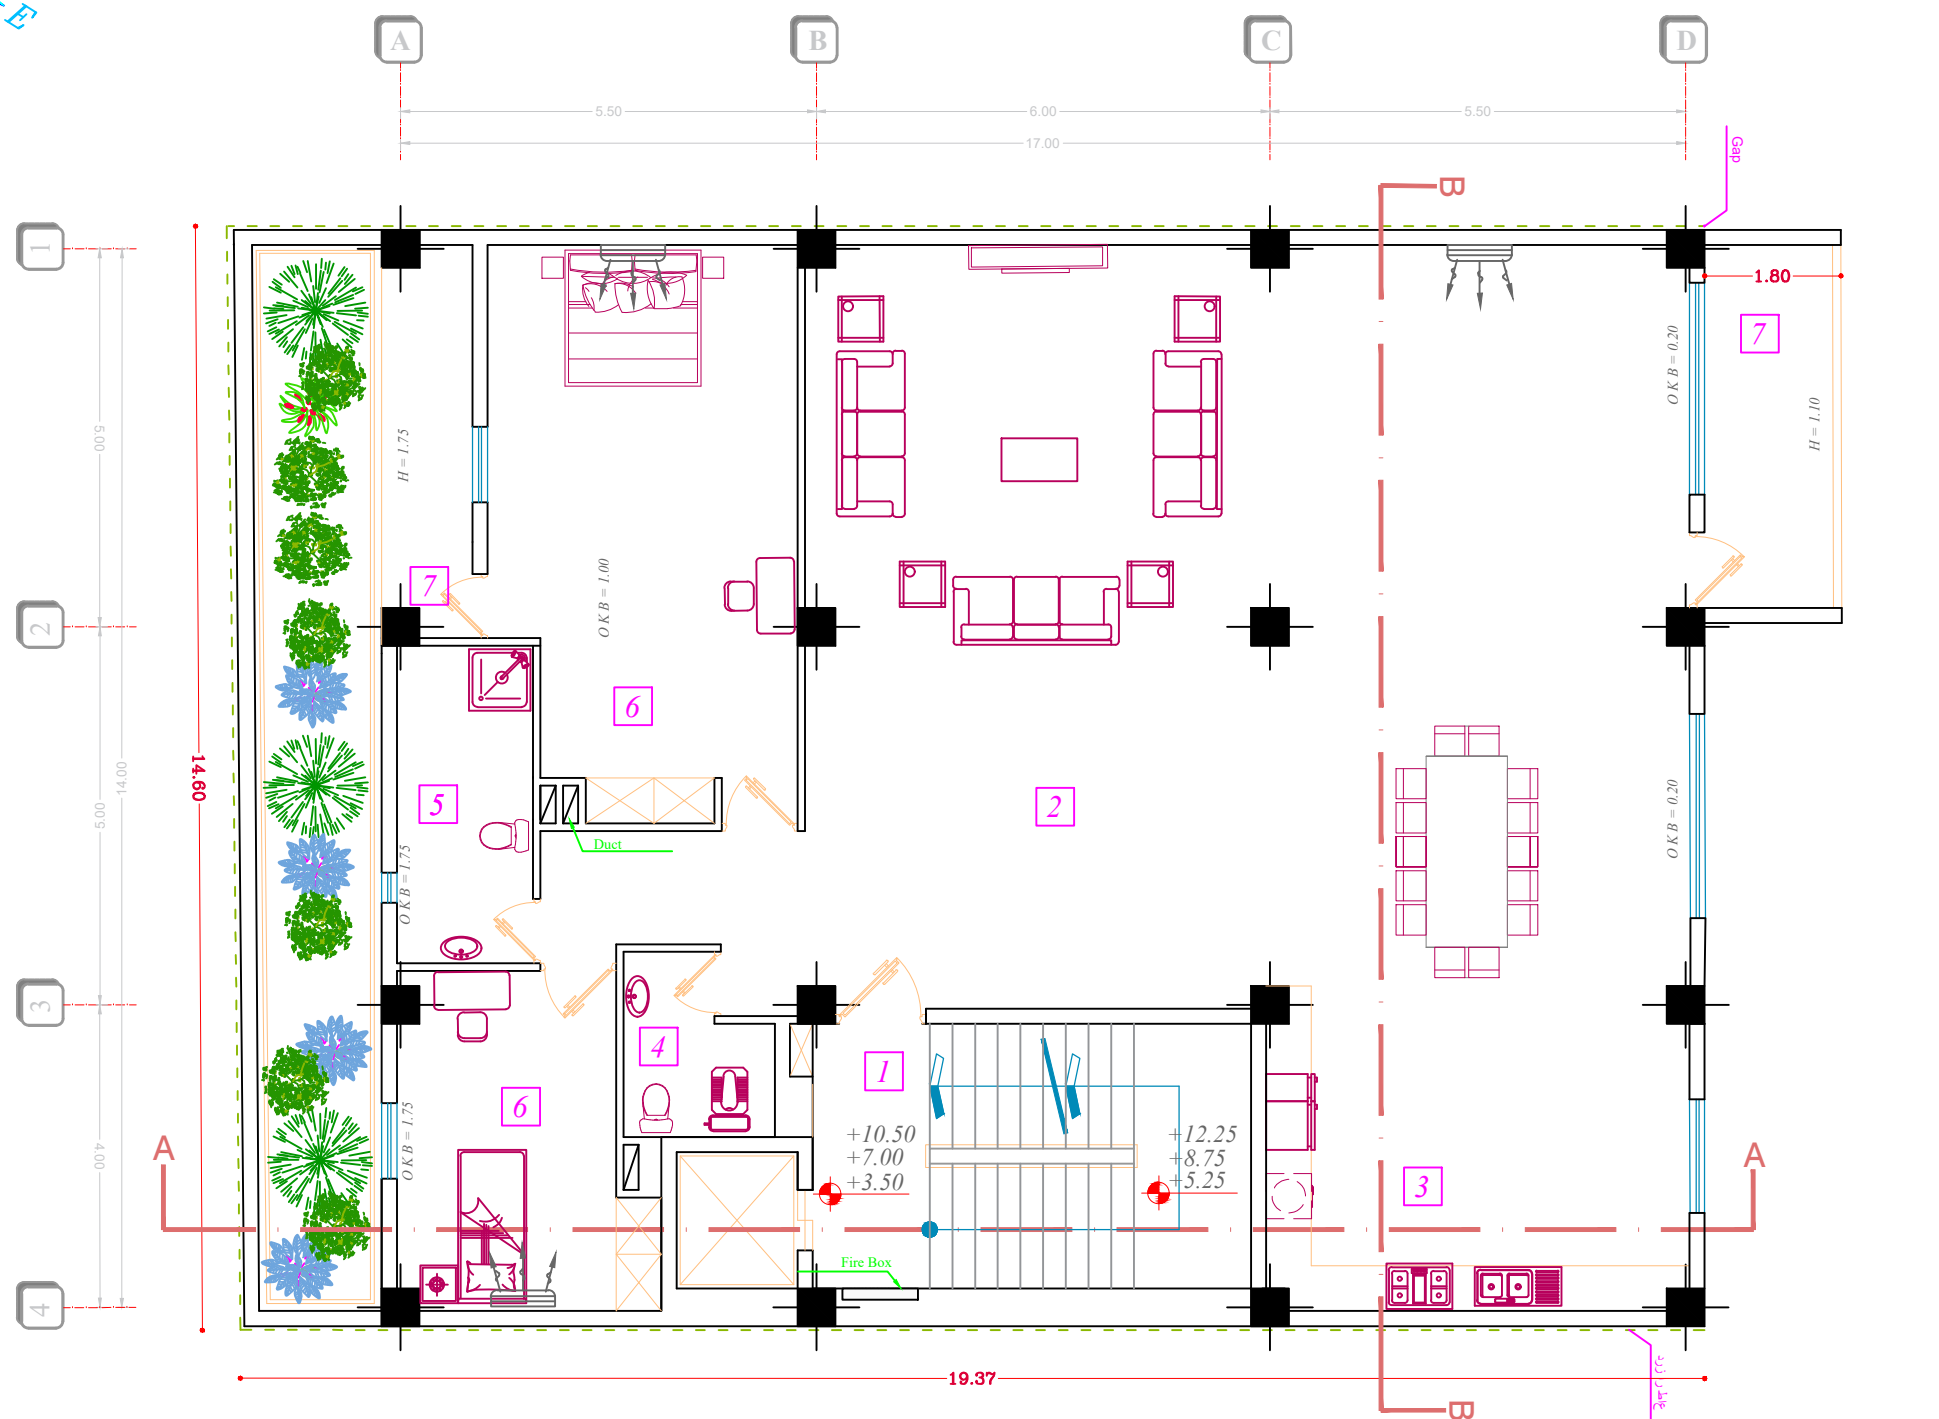 E
A
B
C
D
5.50
6.00
5.50
17.00
Gap
B
1
1.80
7
O K B = 0.20
H = 1.10
H = 1.75
5.00
7
O K B = 1.00
2
6
14.60
14.00
5.00
5
2
O K B = 0.20
Duct
O K B = 1.75
3
4
1
6
O K B = 1.75
4.00
+10.50
+7.00
+3.50
+12.25
+8.75
+5.25
A
A
3
Fire Box
4
19.37
B